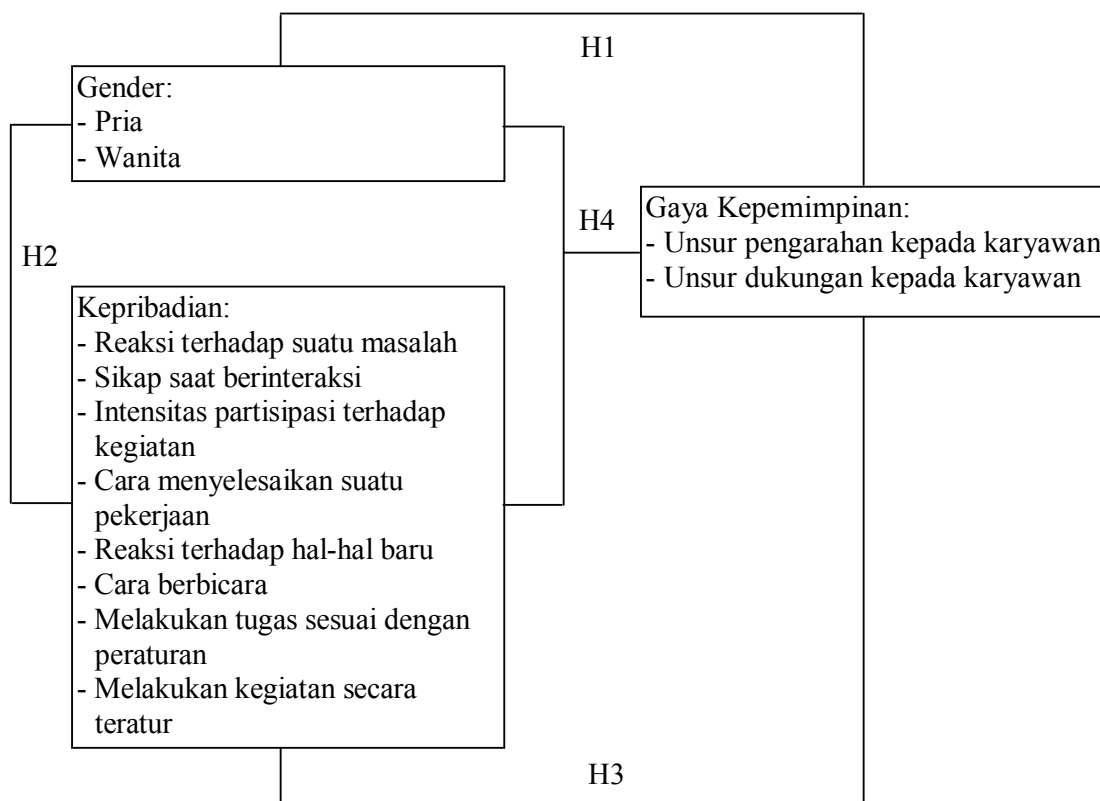 H1
Gender:
- Pria
- Wanita
H4
Gaya Kepemimpinan:
- Unsur pengarahan kepada karyawan
- Unsur dukungan kepada karyawan
H2
Kepribadian:
- Reaksi terhadap suatu masalah
- Sikap saat berinteraksi
- Intensitas partisipasi terhadap
kegiatan
- Cara menyelesaikan suatu
pekerjaan
- Reaksi terhadap hal-hal baru
- Cara berbicara
- Melakukan tugas sesuai dengan
peraturan
- Melakukan kegiatan secara
teratur
H3